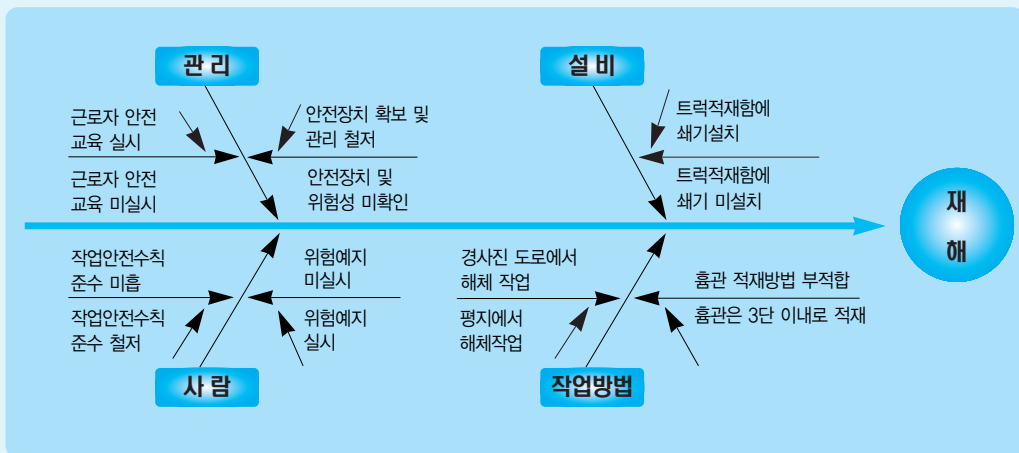 관 리
설 비
근로자 안전
교육 실시
안전장치 확보 및
관리 철저
트럭적재함에
쇄기설치
근로자 안전
교육 미실시
안전장치 및
위험성 미확인
트럭적재함에
쇄기 미설치
재
해
작업안전수칙
준수 미흡
위험예지
미실시
경사진 도로에서
해체 작업
흄관 적재방법 부적합
작업안전수칙
준수 철저
위험예지
실시
평지에서
해체작업
흄관은 3단 이내로 적재
사 람
작업방법